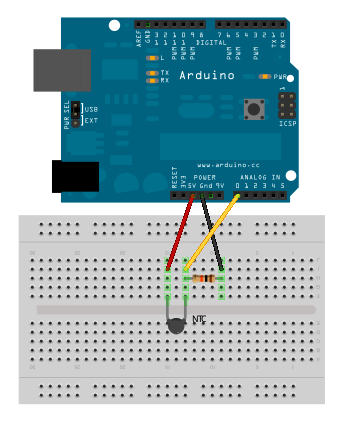 AREF
GND
13
12
11
10
9
8
7
6
5
4
3
2
1
0
PWM
PWM
PWM
PWM
PWM
PWM
TX
RX
DIGITAL
L
TX
RX
Arduino
PWR
1
ICSP
PWR SEL
USB
EXT
www.arduino.cc
RESET
3V3
POWER
5V Gnd 9V
ANALOG IN
0 1 2 3 4 5
NTC